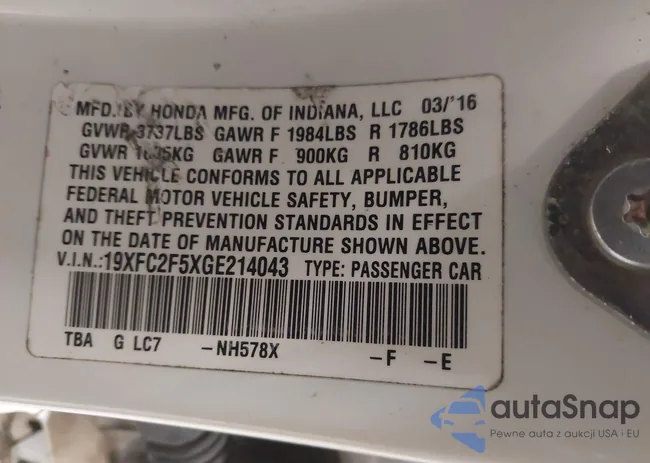 MFD. BY HONDA MFG. OF INDIANA, LLC 03/'16
GVWR 3737LBS GAWR F 1984LBS R 1786LBS
GVWR KG GAWR F 900KG R 810KG
THIS VEHICLE CONFORMS TO ALL APPLICABLE
FEDERAL MOTOR VEHICLE SAFETY, BUMPER,
AND THEFT PREVENTION STANDARDS IN EFFECT
ON THE DATE OF MANUFACTURE SHOWN ABOVE.
V.I.N.:19XFC2F5XGE214043 TYPE: PASSENGER CAR
TBA G LC7 -NH578X -F -E
autaSnap
Pewne auta z aukcji USA i EU